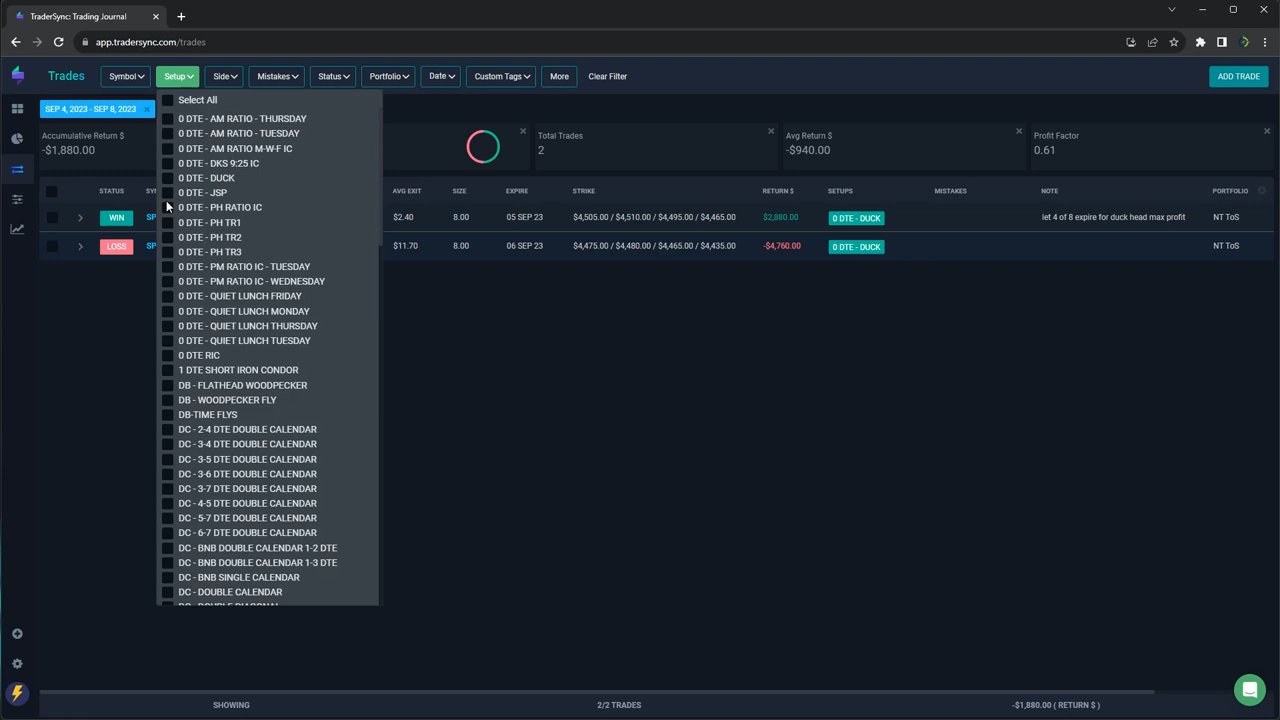 TraderSync: Trading Journal
app.tradersync.com/trades
Trades
Symbol
Setup
Side
Mistakes
Status
Portfolio
Date
Custom Tags
More
Clear Filter
ADD TRADE
SEP 4, 2023 - SEP 8, 2023
Accumulative Return $
-$1,880.00
Total Trades
2
Avg Return $
-$940.00
Profit Factor
0.61
Select All
0 DTE - AM RATIO - THURSDAY
0 DTE - AM RATIO - TUESDAY
0 DTE - AM RATIO M-W-F IC
0 DTE - DKS 9:25 IC
0 DTE - DUCK
0 DTE - JSP
0 DTE - PH RATIO IC
0 DTE - PH TR1
0 DTE - PH TR2
0 DTE - PH TR3
0 DTE - PM RATIO IC - TUESDAY
0 DTE - PM RATIO IC - WEDNESDAY
0 DTE - QUIET LUNCH FRIDAY
0 DTE - QUIET LUNCH MONDAY
0 DTE - QUIET LUNCH THURSDAY
0 DTE - QUIET LUNCH TUESDAY
0 DTE RIC
1 DTE SHORT IRON CONDOR
DB - FLATHEAD WOODPECKER
DB - WOODPECKER FLY
DB-TIME FLYS
DC - 2-4 DTE DOUBLE CALENDAR
DC - 3-4 DTE DOUBLE CALENDAR
DC - 3-5 DTE DOUBLE CALENDAR
DC - 3-6 DTE DOUBLE CALENDAR
DC - 3-7 DTE DOUBLE CALENDAR
DC - 4-5 DTE DOUBLE CALENDAR
DC - 5-7 DTE DOUBLE CALENDAR
DC - 6-7 DTE DOUBLE CALENDAR
DC - BNB DOUBLE CALENDAR 1-2 DTE
DC - BNB DOUBLE CALENDAR 1-3 DTE
DC - BNB SINGLE CALENDAR
DC - DOUBLE CALENDAR
STATUS SY AVG EXIT SIZE EXPIRE STRIKE RETURN $ SETUPS MISTAKES NOTE PORTFOLIO
WIN SP $2.40 8.00 05 SEP 23 $4,505.00 / $4,510.00 / $4,495.00 / $4,465.00 $2,880.00 0 DTE - DUCK let 4 of 8 expire for duck head max profit NT ToS
LOSS SP $11.70 8.00 06 SEP 23 $4,475.00 / $4,480.00 / $4,465.00 / $4,435.00 -$4,760.00 0 DTE - DUCK NT ToS
SHOWING 2/2 TRADES -$1,880.00 ( RETURN $ )